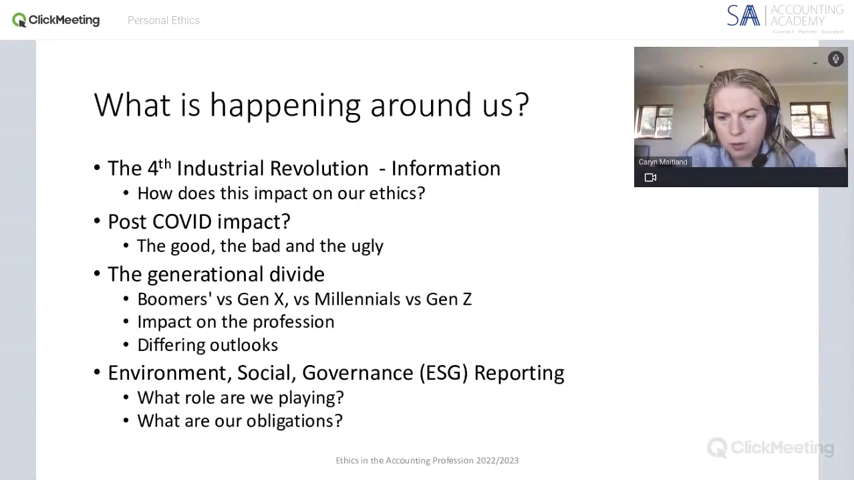 ClickMeeting
Personal Ethics
SAA ACCOUNTING ACADEMY
What is happening around us?
• The 4th Industrial Revolution - Information
• How does this impact on our ethics?
• Post COVID impact?
• The good, the bad and the ugly
• The generational divide
• Boomers' vs Gen X, vs Millennials vs Gen Z
• Impact on the profession
• Differing outlooks
• Environment, Social, Governance (ESG) Reporting
• What role are we playing?
• What are our obligations?
Ethics in the Accounting Profession 2022/2023
Caryn Maitland
ClickMeeting